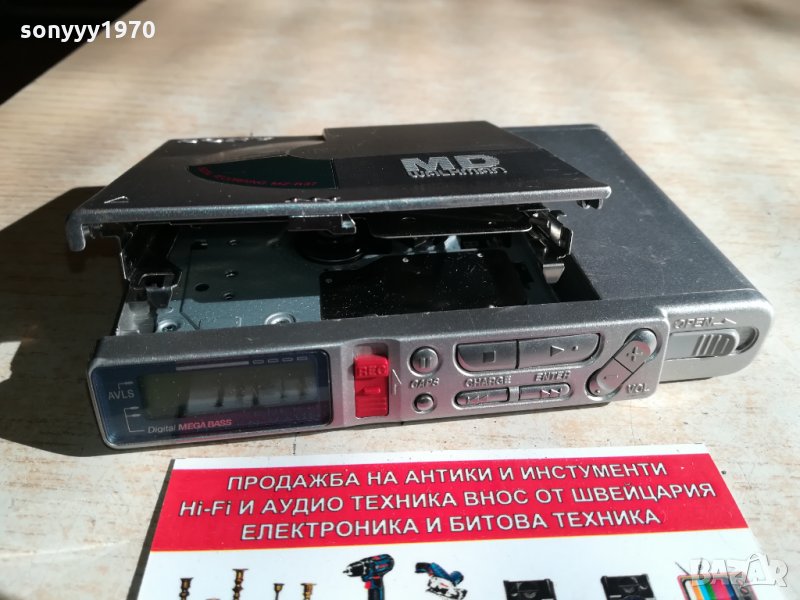 sonyyy1970
MD
WALKMAN
OPEN
REC
CAPS
CHARGE
ENTER
VOL
AVLS
Digital MEGA BASS
ПРОДАЖБА НА АНТИКИ И ИНСТУМЕНТИ
Hi-Fi И АУДИО ТЕХНИКА ВНОС ОТ ШВЕЙЦАРИЯ
ЕЛЕКТРОНИКА И БИТОВА ТЕХНИКА
BAZAR